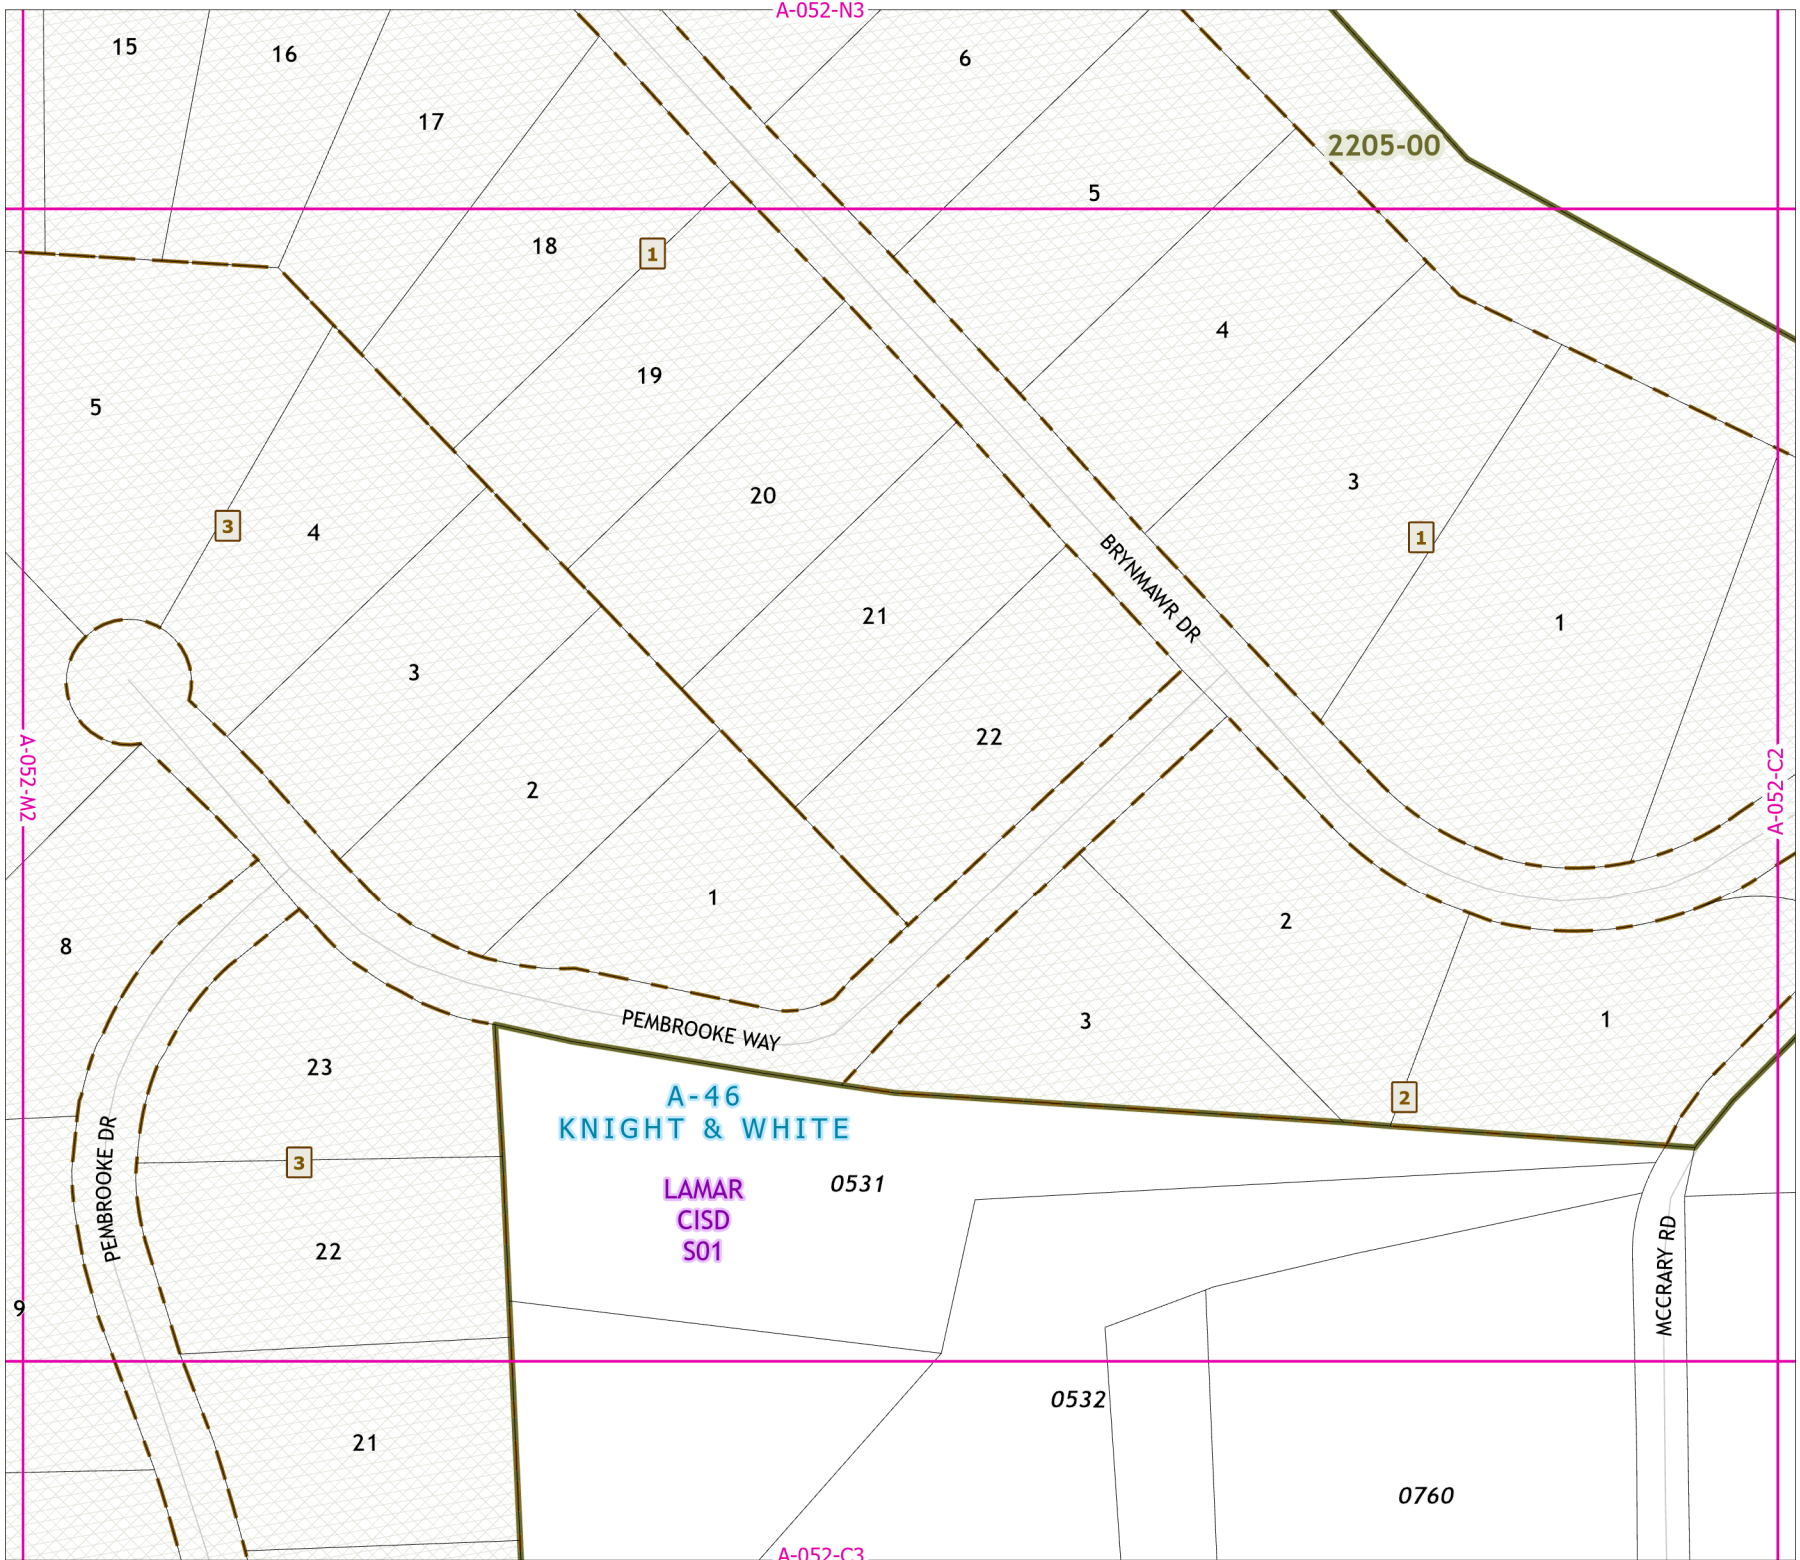 A-052-N3
15
16
6
17
2205-00
5
18
1
4
19
5
3
20
3
4
1
BRYNMAWR DR
21
1
3
22
A-052-M2
A-052-C2
2
1
2
8
3
1
PEMBROOKE WAY
23
A-46
KNIGHT & WHITE
2
3
PEMBROOKE DR
0531
LAMAR
CISD
S01
22
MCCRARY RD
9
0532
21
0760
A-052-C3